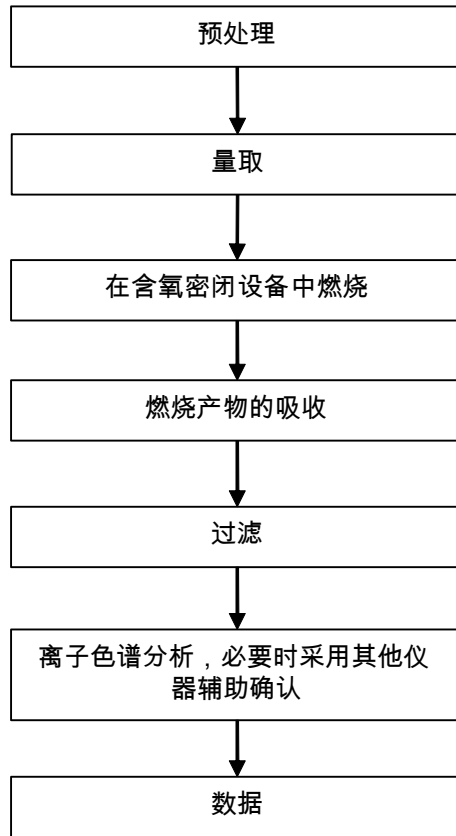 预处理
量取
在含氧密闭设备中燃烧
燃烧产物的吸收
过滤
离子色谱分析，必要时采用其他仪
器辅助确认
数据